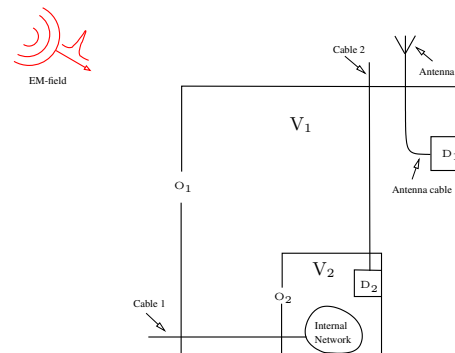 Cable 2
Antenna
EM-field
V1
D1
O1
Antenna cable
V2
O2
D2
Cable 1
Internal
Network